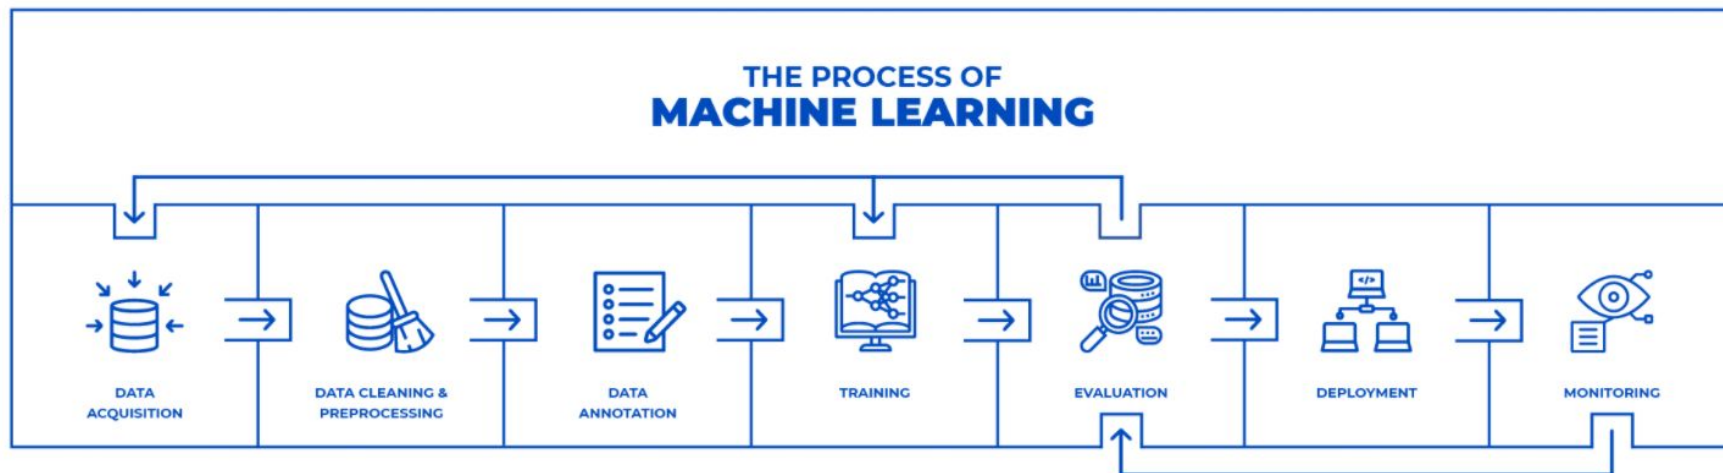 THE PROCESS OF
MACHINE LEARNING
DATA
ACQUISITION
DATA CLEANING &
PREPROCESSING
DATA
ANNOTATION
TRAINING
EVALUATION
</>
DEPLOYMENT
MONITORING